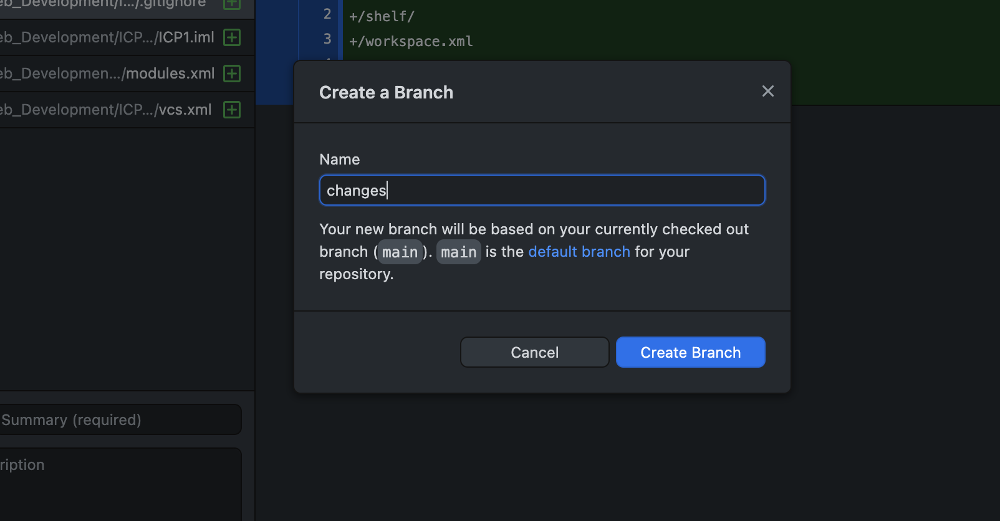 eb_Development/I.../.gitignore
eb_Development/ICP.../ICP1.iml
eb_Developmen.../modules.xml
eb_Development/ICP.../vcs.xml
2 +/shelf/
3 +/workspace.xml
Create a Branch
Name
changes
Your new branch will be based on your currently checked out
branch (main). main is the default branch for your
repository.
Cancel
Create Branch
Summary (required)
ription